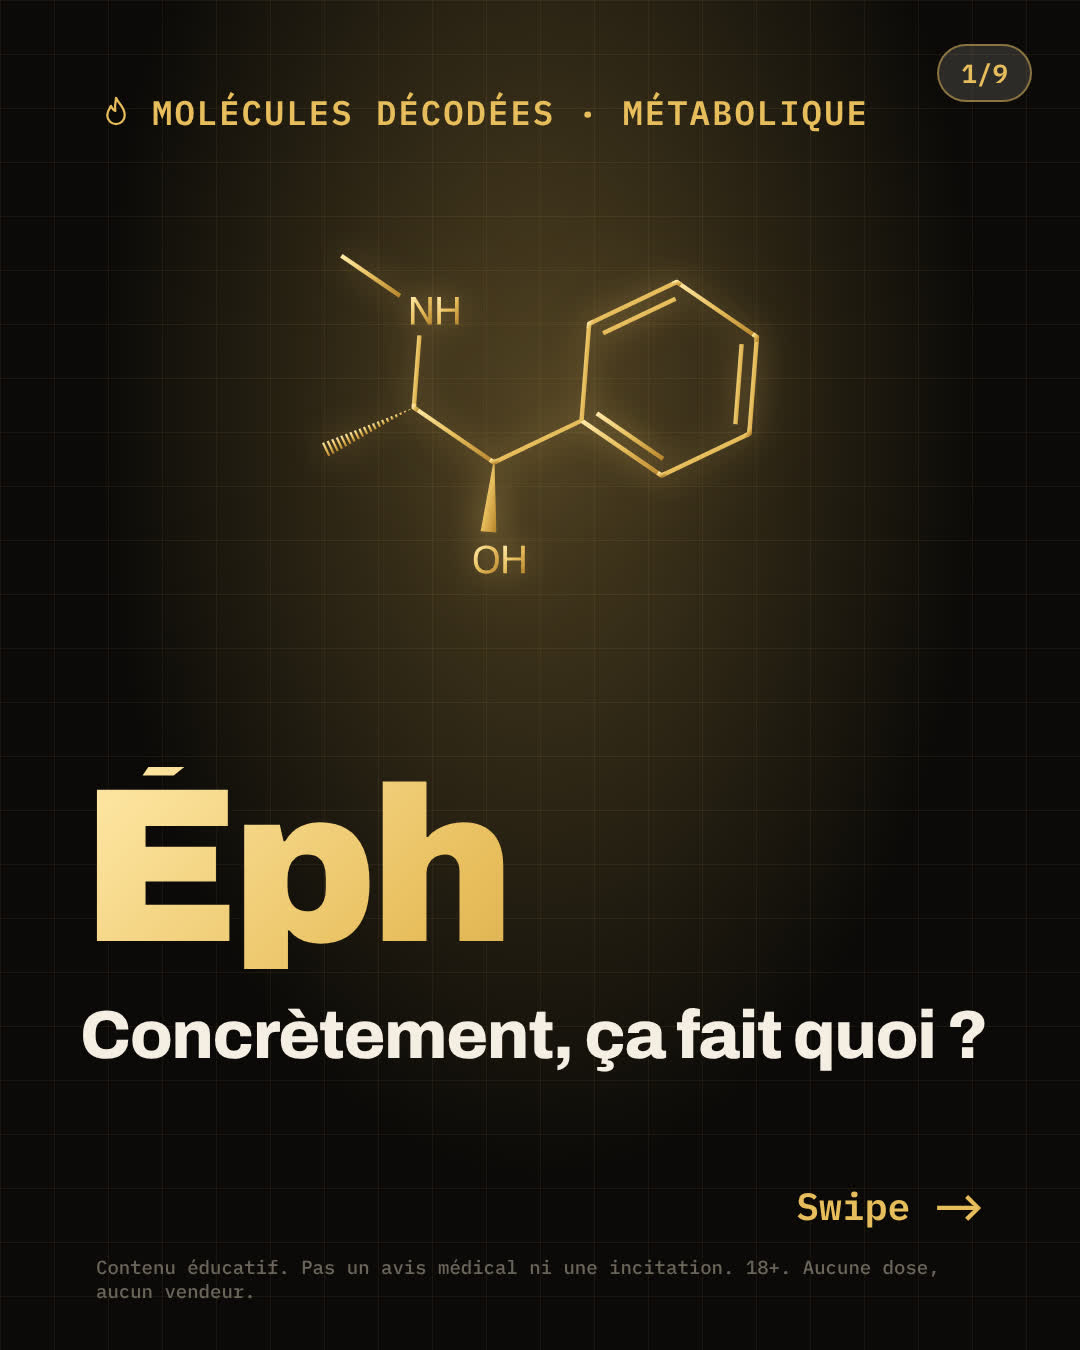 1/9
MOLÉCULES DÉCODÉES · MÉTABOLIQUE
NH
OH
Éph
Concrètement, ça fait quoi ?
Swipe →
Contenu éducatif. Pas un avis médical ni une incitation. 18+. Aucune dose,
aucun vendeur.